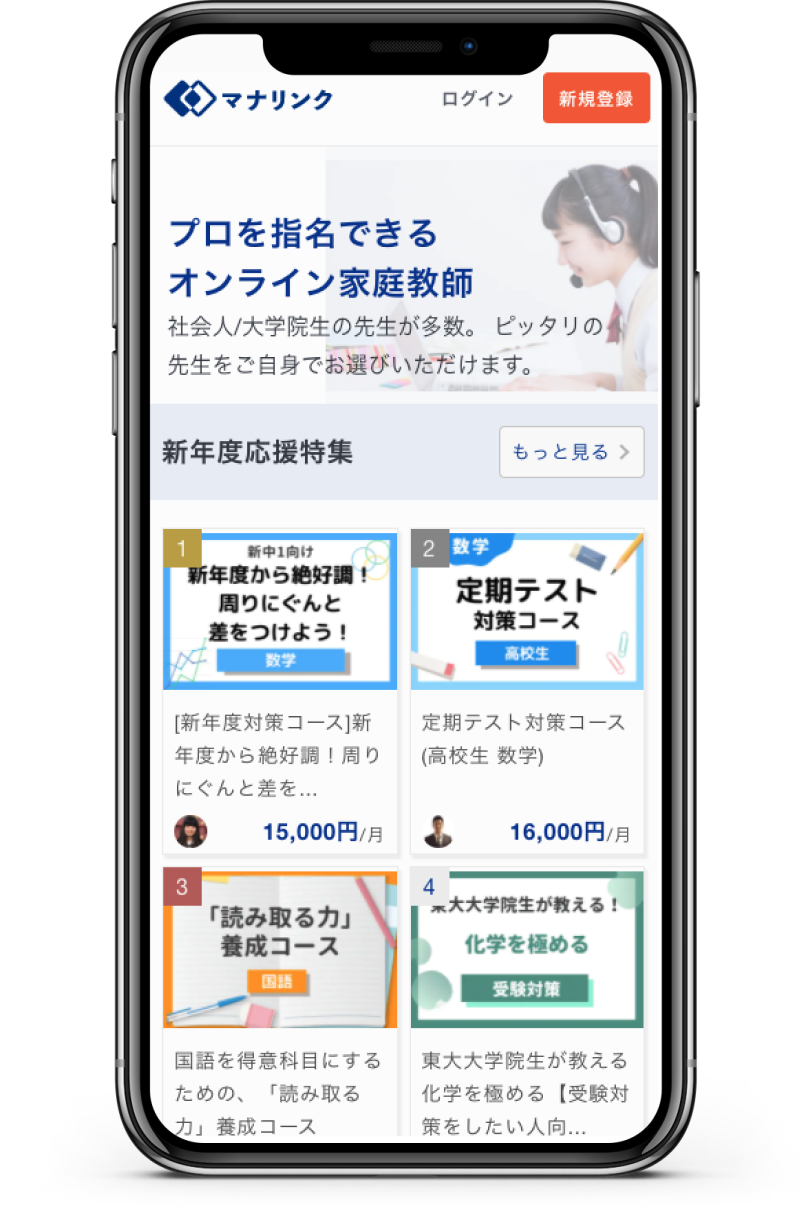 マナリンク
ログイン
新規登録
プロを指名できる
オンライン家庭教師
社会人/大学院生の先生が多数。 ピッタリの
先生をご自身でお選びいただけます。
新年度応援特集
もっと見る
1
新中1向け
新年度から絶好調！
周りにぐんと
差をつけよう！
数学
[新年度対策コース]新
年度から絶好調！周り
にぐんと差を...
15,000円/月
2
数学
定期テスト
対策コース
高校生
定期テスト対策コース
(高校生 数学)
16,000円/月
3
「読み取る力」
養成コース
国語
国語を得意科目にする
ための、「読み取る
力」養成コース
4
東大大学院生が教える！
化学を極める
受験対策
東大大学院生が教える
化学を極める【受験対
策をしたい人向...